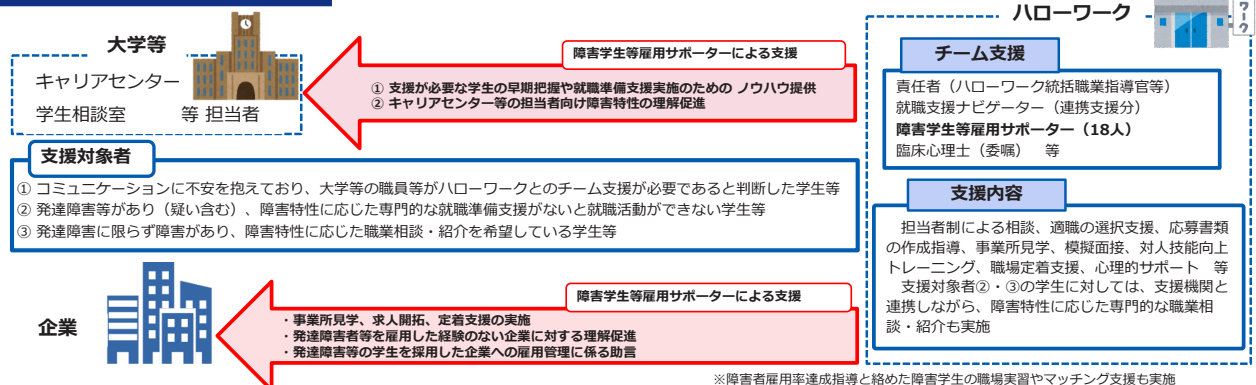 大学等
キャリアセンター
学生相談室　　　等 担当者
障害学生等雇用サポーターによる支援
① 支援が必要な学生の早期把握や就職準備支援実施のための ノウハウ提供
② キャリアセンター等の担当者向け障害特性の理解促進
支援対象者
① コミュニケーションに不安を抱えており、大学等の職員等がハローワークとのチーム支援が必要であると判断した学生等
② 発達障害等があり（疑い含む）、障害特性に応じた専門的な就職準備支援がないと就職活動ができない学生等
③ 発達障害に限らず障害があり、障害特性に応じた職業相談・紹介を希望している学生等
企業
障害学生等雇用サポーターによる支援
・事業所見学、求人開拓、定着支援の実施
・発達障害者等を雇用した経験のない企業に対する理解促進
・発達障害等の学生を採用した企業への雇用管理に係る助言
ハローワーク
ワーク
チーム支援
責任者（ハローワーク統括職業指導官等）
就職支援ナビゲーター（連携支援分）
障害学生等雇用サポーター（18人）
臨床心理士（委嘱）　等
支援内容
担当者制による相談、適職の選択支援、応募書類
の作成指導、事業所見学、模擬面接、対人技能向上
トレーニング、職場定着支援、心理的サポート　等
支援対象者②・③の学生に対しては、支援機関と
連携しながら、障害特性に応じた専門的な職業相
談・紹介も実施
※障害者雇用率達成指導と絡めた障害学生の職場実習やマッチング支援も実施